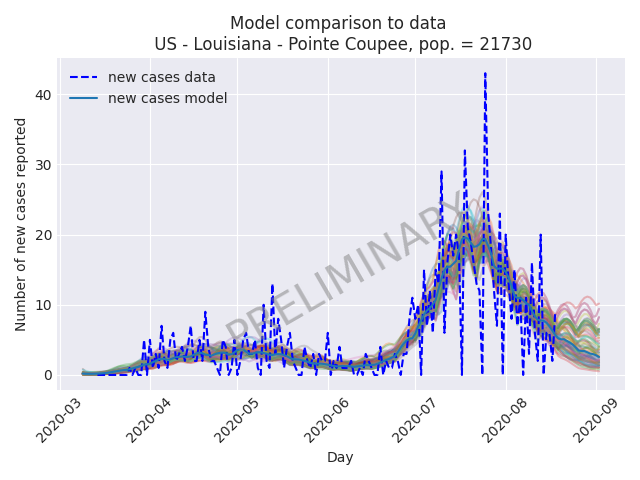 Model comparison to data
US - Louisiana - Pointe Coupee, pop. = 21730
new cases data
new cases model
PRELIMINARY
Number of new cases reported
40
30
20
10
0
2020-03
2020-04
2020-05
2020-06
2020-07
2020-08
2020-09
Day